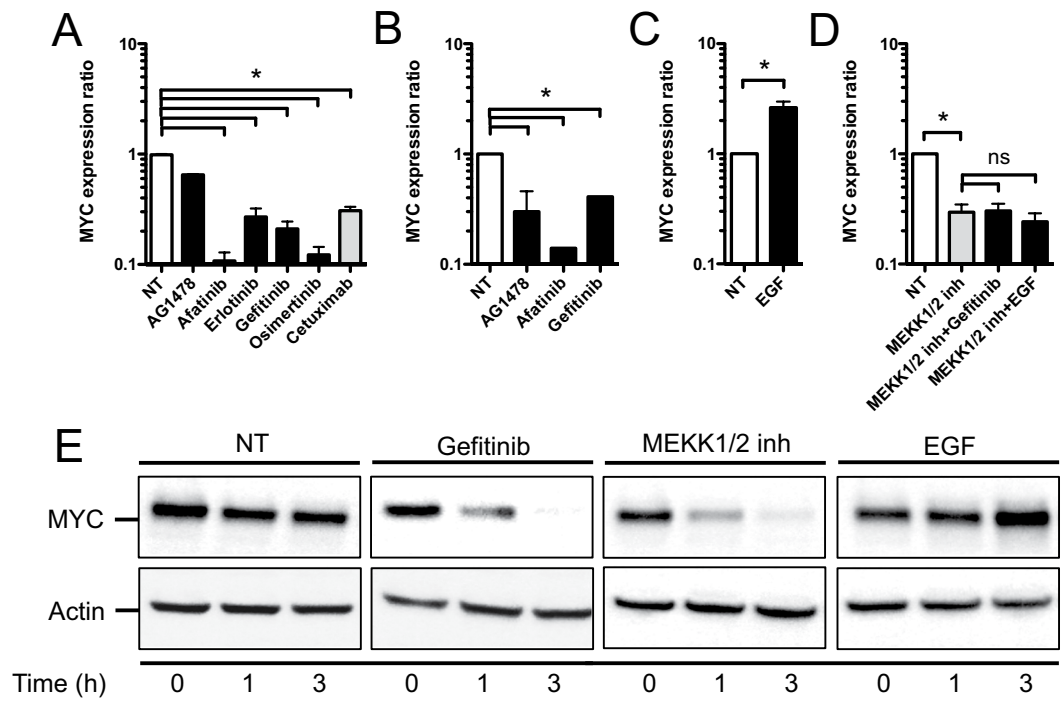 A
MYC expression ratio
10
1
0.1
*
NT
AG1478
Afatinib
Erlotinib
Gefitinib
Osimertinib
Cetuximab
B
MYC expression ratio
10
1
0.1
*
NT
AG1478
Afatinib
Gefitinib
C
MYC expression ratio
10
1
0.1
*
NT
EGF
D
MYC expression ratio
10
1
0.1
*
ns
NT
MEKK1/2 inh
MEKK1/2 inh+Gefitinib
MEKK1/2 inh+EGF
E
NT Gefitinib MEKK1/2 inh EGF
MYC
Actin
Time (h) 0 1 3 0 1 3 0 1 3 0 1 3